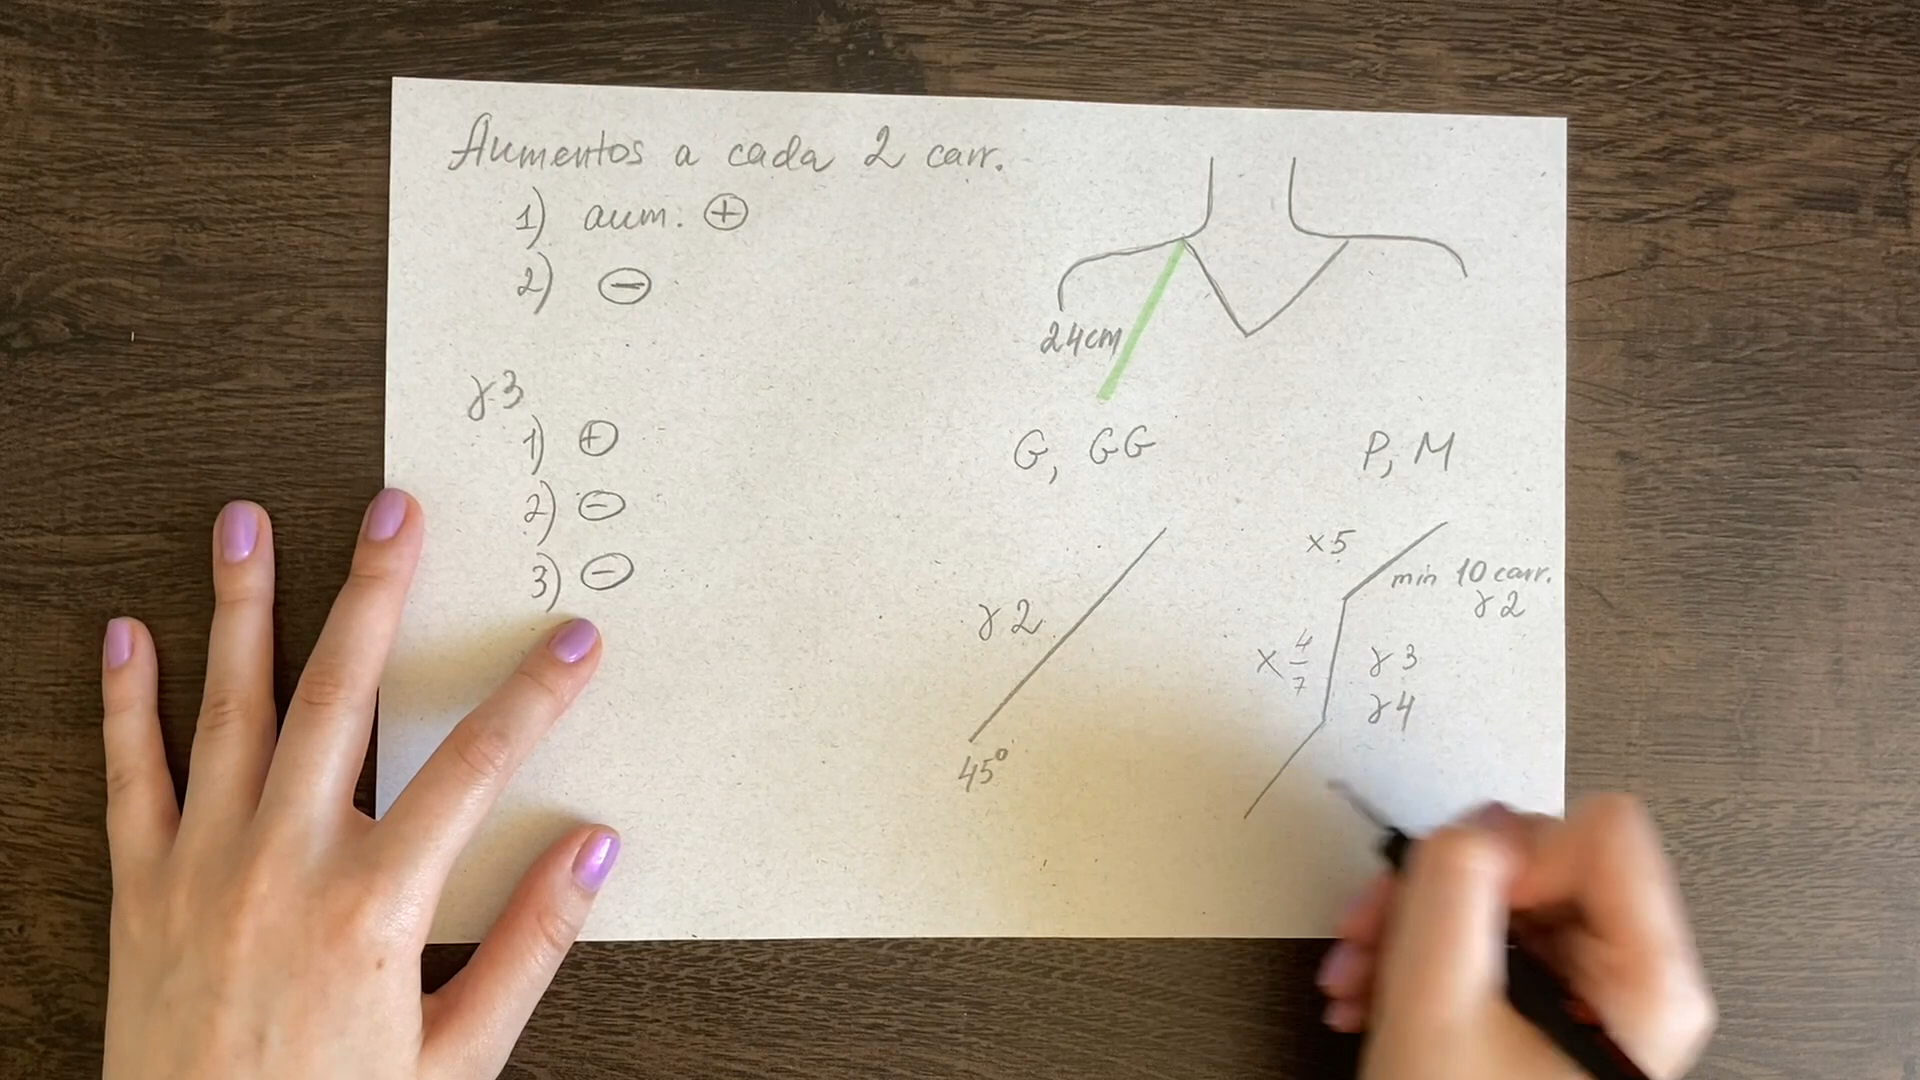 Aumentos a cada 2 carr.
1) aum. ⊕
2) ⊖
γ3
1) ⊕
2) ⊖
3) ⊖
24cm
G, GG
P, M
γ2
45°
×5
min 10 carr.
γ2
× 4/7
γ3
γ4